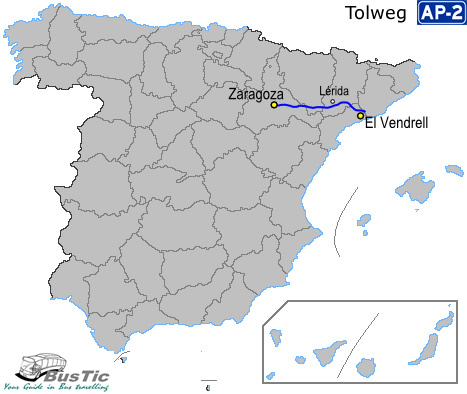 Tolweg AP-2
Zaragoza
Lérida
El Vendrell
BusTic
Your Guide in Bus travelling